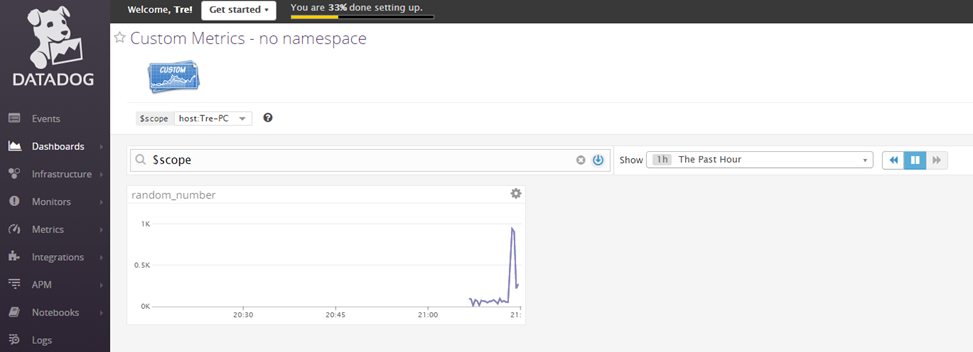 Welcome, Tre! Get started You are 33% done setting up.
DATADOG
Custom Metrics - no namespace
CUSTOM
$scope host:Tre-PC
$scope
Show 1h The Past Hour
Events
Dashboards
Infrastructure
Monitors
Metrics
Integrations
APM
Notebooks
Logs
random_number
1K
0.5K
0K
20:30 20:45 21:00 21: